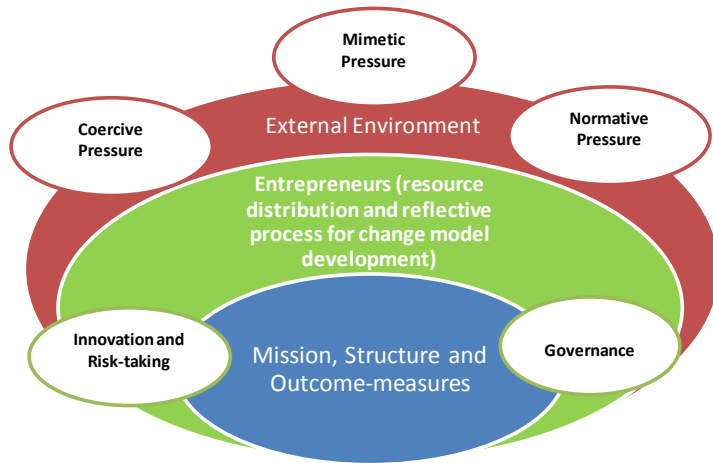 Mimetic
Pressure
Coercive
Pressure
External Environment
Normative
Pressure
Entrepreneurs (resource
distribution and reflective
process for change model
development)
Innovation and
Risk-taking
Mission, Structure and
Outcome-measures
Governance